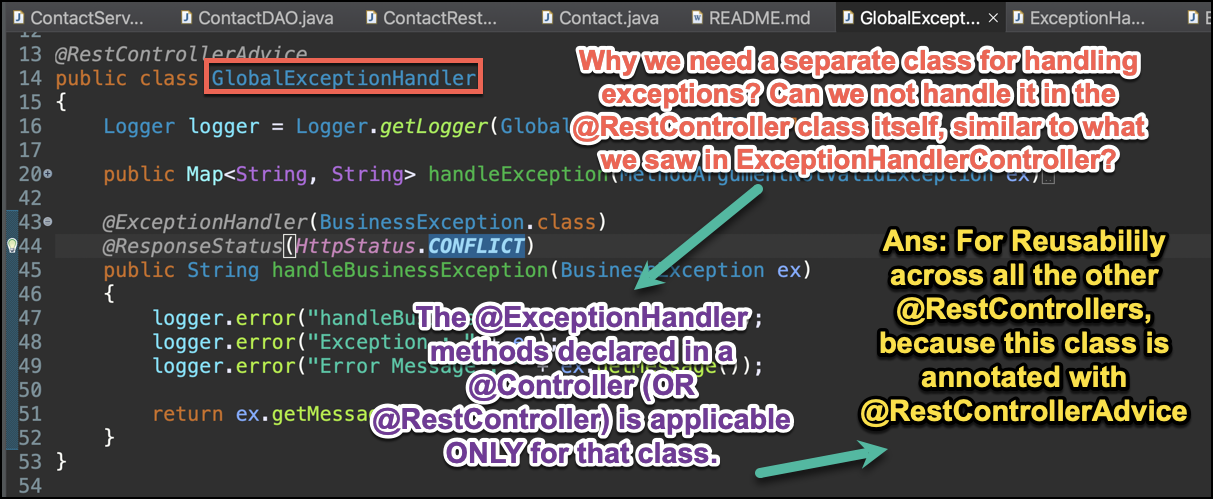 ContactServ... ContactDAO.java ContactRest... Contact.java README.md GlobalExcept... ExceptionHa...
12
13 @RestControllerAdvice
14 public class GlobalExceptionHandler
15 {
16 Logger logger = Logger.getLogger(Global
17
20 public Map<String, String> handleException(MethodArgumentNotValidException ex)
42
43 @ExceptionHandler(BusinessException.class)
44 @ResponseStatus(HttpStatus.CONFLICT)
45 public String handleBusinessException(BusinessException ex)
46 {
47 logger.error("handleBu ;
48 logger.error("Exception : " );
49 logger.error("Error Message : " + ex.getMessage());
50
51 return ex.getMessa
52 }
53 }
54
Why we need a separate class for handling
exceptions? Can we not handle it in the
@RestController class itself, similar to what
we saw in ExceptionHandlerController?
The @ExceptionHandler
methods declared in a
@Controller (OR
@RestController) is applicable
ONLY for that class.
Ans: For Reusabilily
across all the other
@RestControllers,
because this class is
annotated with
@RestControllerAdvice